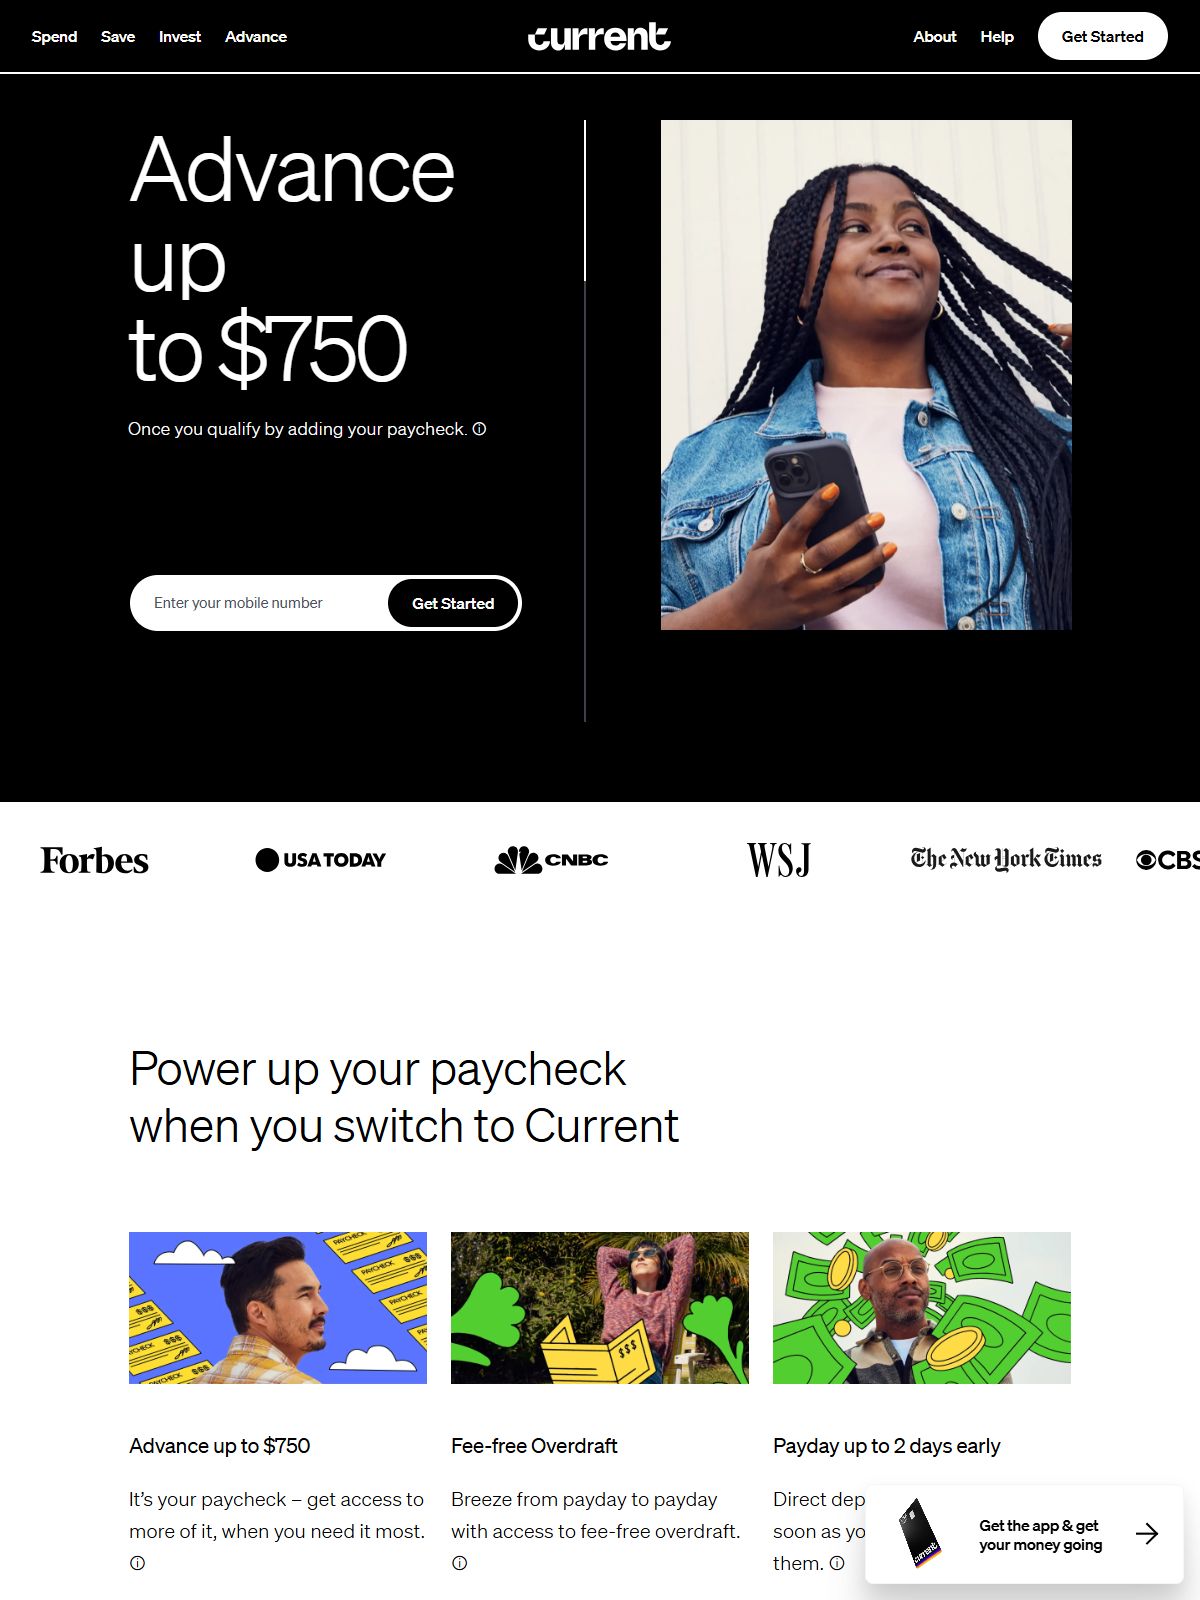 Spend Save Invest Advance
current
About Help Get Started
Advance
up
to $750
Once you qualify by adding your paycheck.
Enter your mobile number
Get Started
Forbes
USA TODAY
CNBC
WSJ
The New York Times
CBS
Power up your paycheck
when you switch to Current
PAYCHECK
$$$
PAYCHECK
PAYCHECK
PAYCHECK
$$$
$$$
Advance up to $750
It’s your paycheck – get access to
more of it, when you need it most.
Fee-free Overdraft
Breeze from payday to payday
with access to fee-free overdraft.
Payday up to 2 days early
Direct dep
soon as yo
them.
current
Get the app & get
your money going